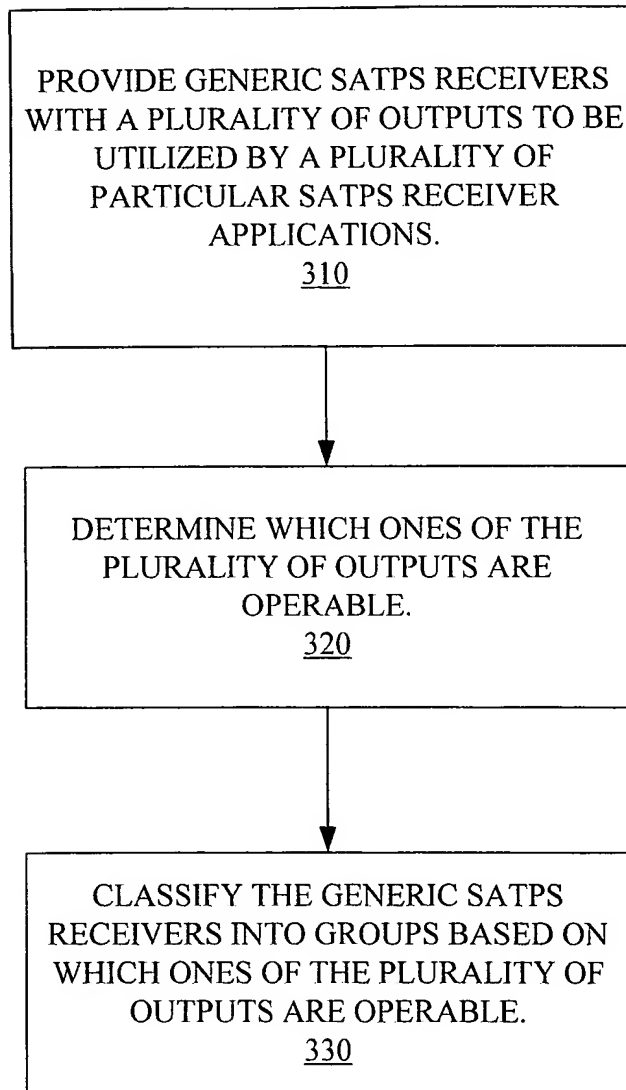 PROVIDE GENERIC SATPS RECEIVERS
WITH A PLURALITY OF OUTPUTS TO BE
UTILIZED BY A PLURALITY OF
PARTICULAR SATPS RECEIVER
APPLICATIONS.
310
DETERMINE WHICH ONES OF THE
PLURALITY OF OUTPUTS ARE
OPERABLE.
320
CLASSIFY THE GENERIC SATPS
RECEIVERS INTO GROUPS BASED ON
WHICH ONES OF THE PLURALITY OF
OUTPUTS ARE OPERABLE.
330